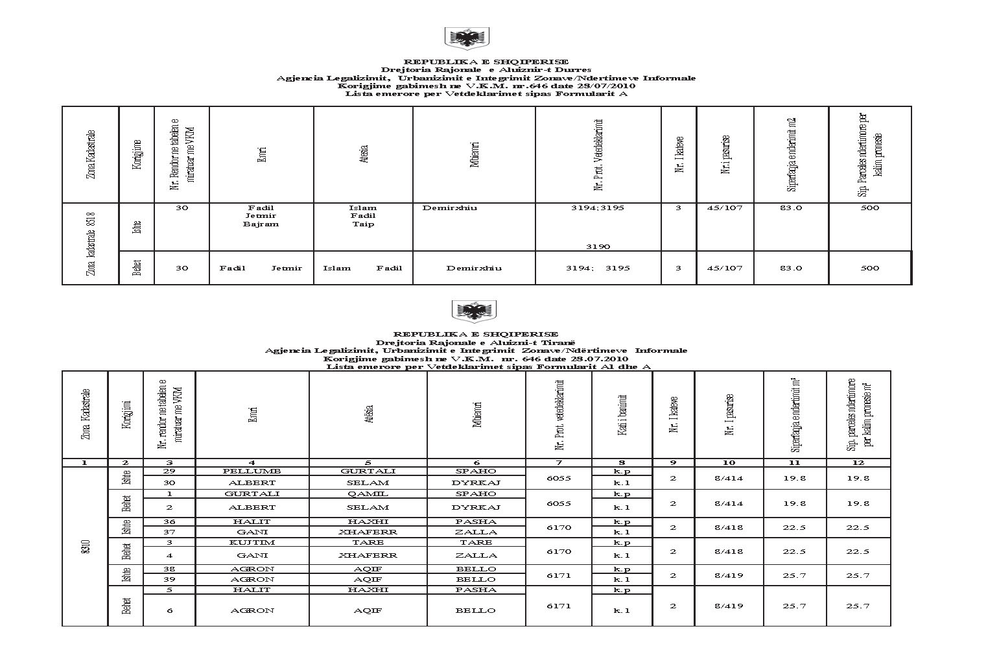 REPUBLIKA E SHQIPERISE
Drejtoria Rajonale e Aluiznir-t Durres
Agjencia Legalizimit, Urbanizimit e Integrimit Zonave/Ndertimeve Informale
Korigjime gabimesh ne V.K.M. nr.646 date 28/07/2010
Lista emerore per Vetdeklarimet sipas Formularit A
Zona Kadastrale
Korigjime
Nr. Rendor ne tabelen e
miratuar me VKM
Emri
Atesia
Mbiemri
Nr. Prot. Vetedeklarimit
Nr. I kateve
Nr.i pasurise
Siperfaqja e nderimit m2
Sip. Parceles ndertimore per
kalim pronesie
Zona kadastrale 8518
Ishte
30 Fadil Islam Demirxhiu 3194;3195 3 45/107 83.0 500
Jetmir Fadil
Bajram Taip
3190
Behet
30 Fadil Jetmir Islam Fadil Demirxhiu 3194; 3195 3 45/107 83.0 500
REPUBLIKA E SHQIPERISE
Drejtoria Rajonale e Aluizni-t Tiranë
Agjencia Legalizimit, Urbanizimit e Integrimit Zonave/Ndërtimeve Informale
Korigjime gabimesh ne V.K.M. nr. 646 date 28.07.2010
Lista emerore per Vetdeklarimet sipas Formularit A1 dhe A
Zona Kadastrale
Korigjimi
Nr. rendor ne tabelen e
miratuar me VKM
Emri
Atësia
Mbiemri
Nr. Prot. vetedeklarimit
Kati i banimit
Nr. I kateve
Nr. I pasurise
Siperfaqja e ndertimit m²
Sip. parceles ndertimore
per kalim pronesie m²
1 2 3 4 5 6 7 8 9 10 11 12
8310
Ishte
29 PELLUMB GURTALI SPAHO 6055 k.p 2 8/414 19.8 19.8
30 ALBERT SELAM DYRKAJ k.1
Behet
1 GURTALI QAMIL SPAHO 6055 k.p 2 8/414 19.8 19.8
2 ALBERT SELAM DYRKAJ k.1
Ishte
36 HALIT HAXHI PASHA 6170 k.p 2 8/418 22.5 22.5
37 GANI XHAFERR ZALLA k.1
Behet
3 KUJTIM TARE TARE 6170 k.p 2 8/418 22.5 22.5
4 GANI XHAFERR ZALLA k.1
Ishte
38 AGRON AQIF BELLO 6171 k.p 2 8/419 25.7 25.7
39 AGRON AQIF BELLO k.1
Behet
5 HALIT HAXHI PASHA 6171 k.p 2 8/419 25.7 25.7
6 AGRON AQIF BELLO k.1